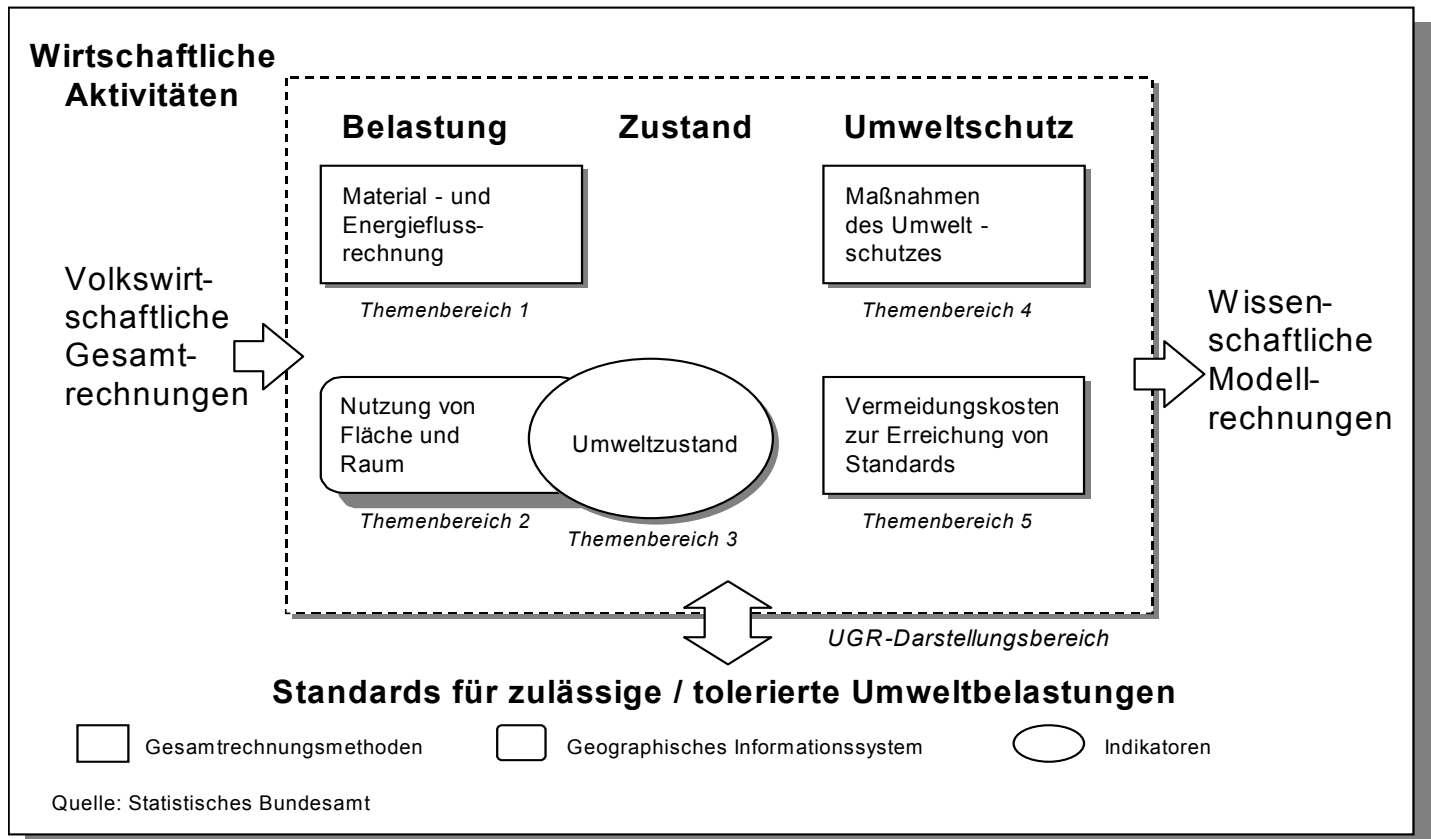 Wirtschaftliche
Aktivitäten
Belastung
Zustand
Umweltschutz
Material - und
Energiefluss-
rechnung
Themenbereich 1
Maßnahmen
des Umwelt -
schutzes
Themenbereich 4
Volkswirt-
schaftliche
Gesamt-
rechnungen
Wissen-
schaftliche
Modell-
rechnungen
Nutzung von
Fläche und
Raum
Themenbereich 2
Umweltzustand
Themenbereich 3
Vermeidungskosten
zur Erreichung von
Standards
Themenbereich 5
UGR-Darstellungsbereich
Standards für zulässige / tolerierte Umweltbelastungen
Gesamtrechnungsmethoden
Geographisches Informationssystem
Indikatoren
Quelle: Statistisches Bundesamt